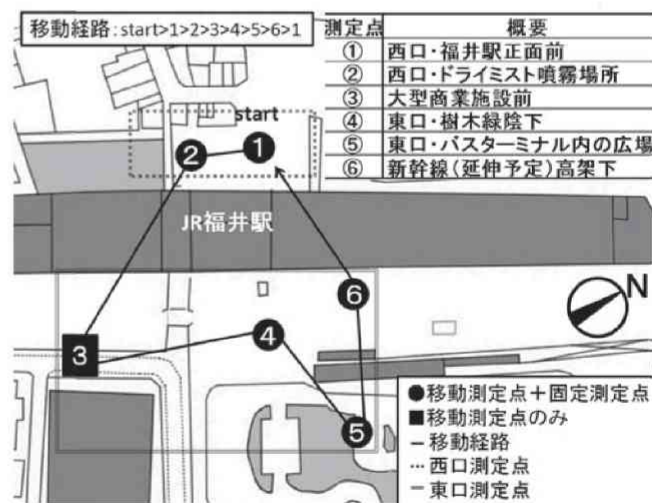 移動経路:start>1>2>3>4>5>6>1
測定点 概要
① 西口・福井駅正面前
② 西口・ドライミスト噴霧場所
③ 大型商業施設前
④ 東口・樹木緑陰下
⑤ 東口・バスターミナル内の広場
⑥ 新幹線(延伸予定)高架下
start
2
1
JR福井駅
6
N
3
4
5
●移動測定点+固定測定点
■移動測定点のみ
─移動経路
…西口測定点
─東口測定点